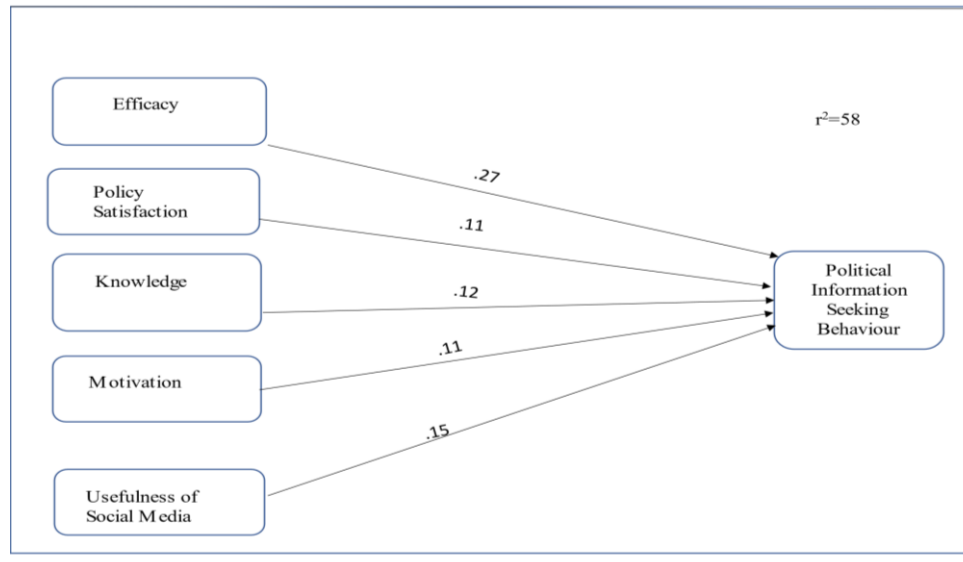 Efficacy
r²=58
.27
Policy
Satisfaction
.11
Knowledge
.12
Political
Information
Seeking
Behaviour
Motivation
.11
.15
Usefulness of
Social Media